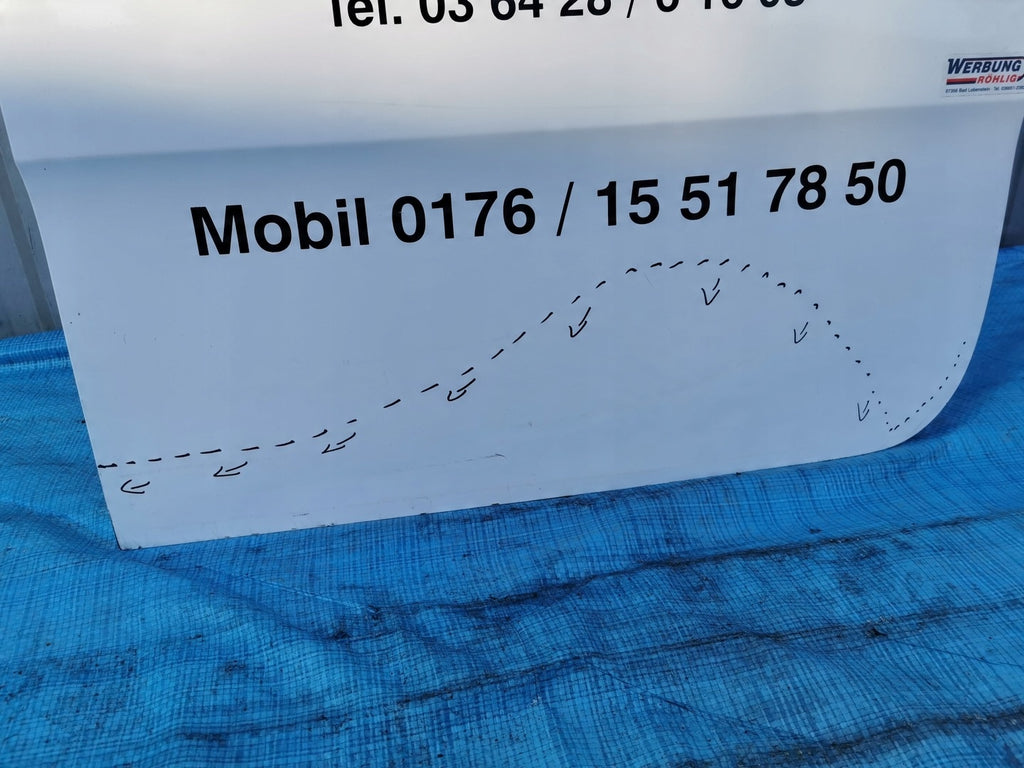 Tel. 03 64 28 /
WERBUNG
RÖHLIG
Mobil 0176 / 15 51 78 50